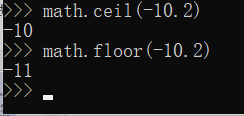 >>> math.ceil(-10.2)
-10
>>> math.floor(-10.2)
-11
>>>